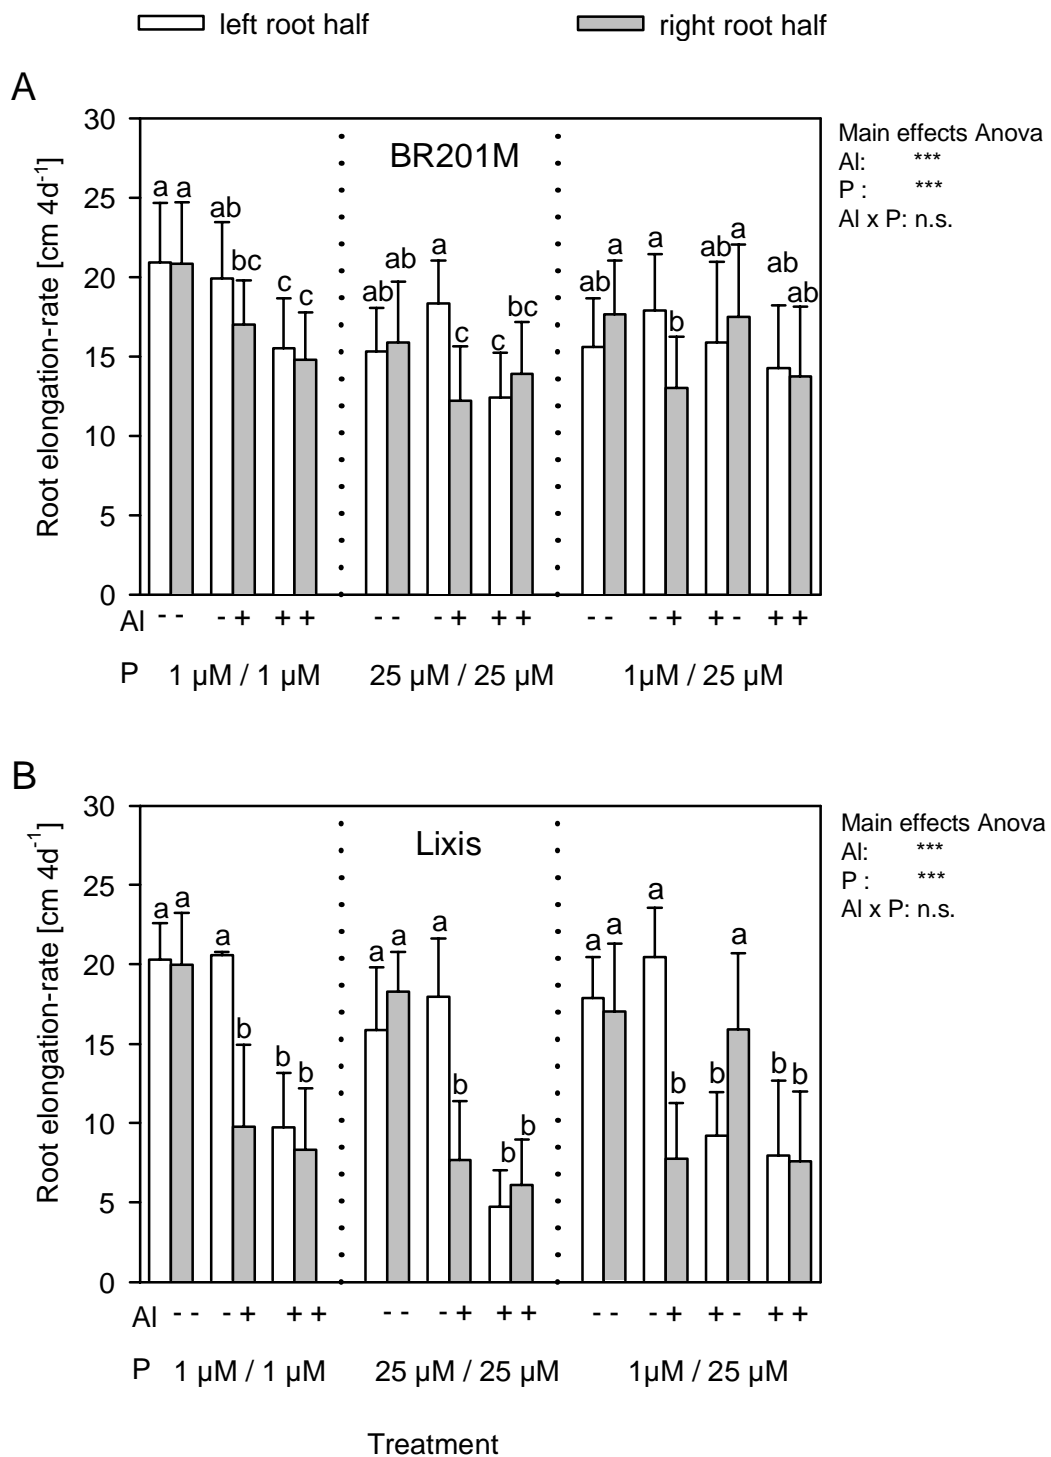 left root half right root half
A
30
25
20
15
10
5
0
Root elongation-rate [cm 4d-1]
BR201M
a a ab bc c c ab ab a c c bc ab a a b ab a ab ab
Main effects Anova
Al: ***
P : ***
Al x P: n.s.
Al - - - + + + - - - + + + - - - + + - + +
P 1 µM / 1 µM 25 µM / 25 µM 1µM / 25 µM
B
30
25
20
15
10
5
0
Root elongation-rate [cm 4d-1]
Lixis
a a a b b b a a a b b b a a a b b a b b
Main effects Anova
Al: ***
P : ***
Al x P: n.s.
Al - - - + + + - - - + + + - - - + + - + +
P 1 µM / 1 µM 25 µM / 25 µM 1µM / 25 µM
Treatment